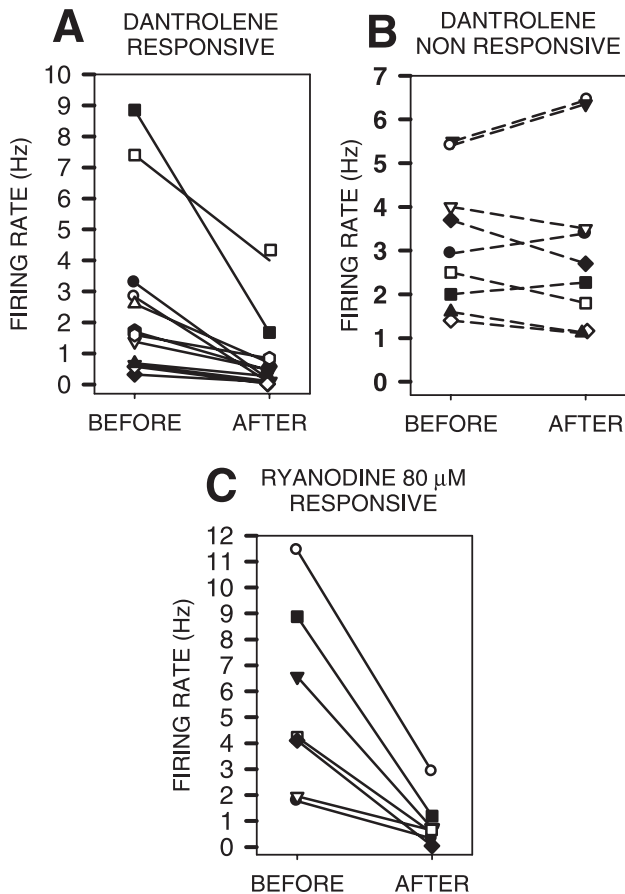 A
DANTROLENE
RESPONSIVE
FIRING RATE (Hz)
10
9
8
7
6
5
4
3
2
1
0
BEFORE AFTER
B
DANTROLENE
NON RESPONSIVE
FIRING RATE (Hz)
7
6
5
4
3
2
1
0
BEFORE AFTER
C
RYANODINE 80 μM
RESPONSIVE
FIRING RATE (Hz)
12
11
10
9
8
7
6
5
4
3
2
1
0
BEFORE AFTER